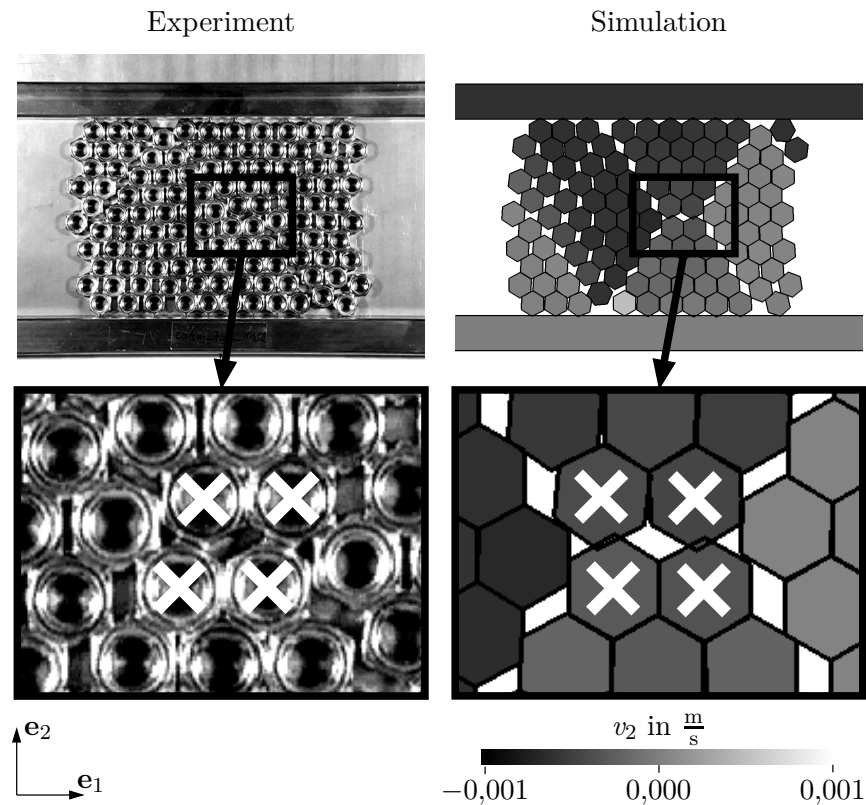 Experiment
Simulation
e₂
e₁
v₂ in m/s
−0,001
0,000
0,001